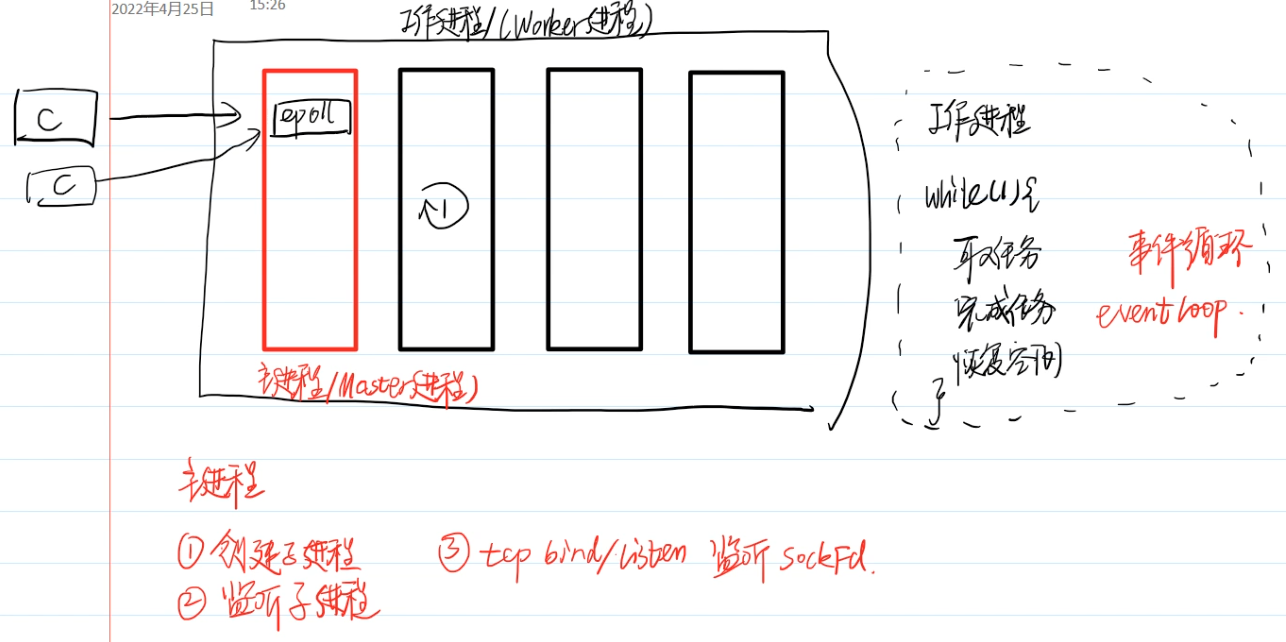 2022年4月25日 15:26
工作进程/(Worker进程)
C
epoll
C
工作进程
while(1){
取任务
事件循环
完成任务
eventloop.
恢复空间
}
主进程/Master进程)
主进程
① 创建子进程
③ tcp bind/listen 监听 sockFd.
② 监听子进程